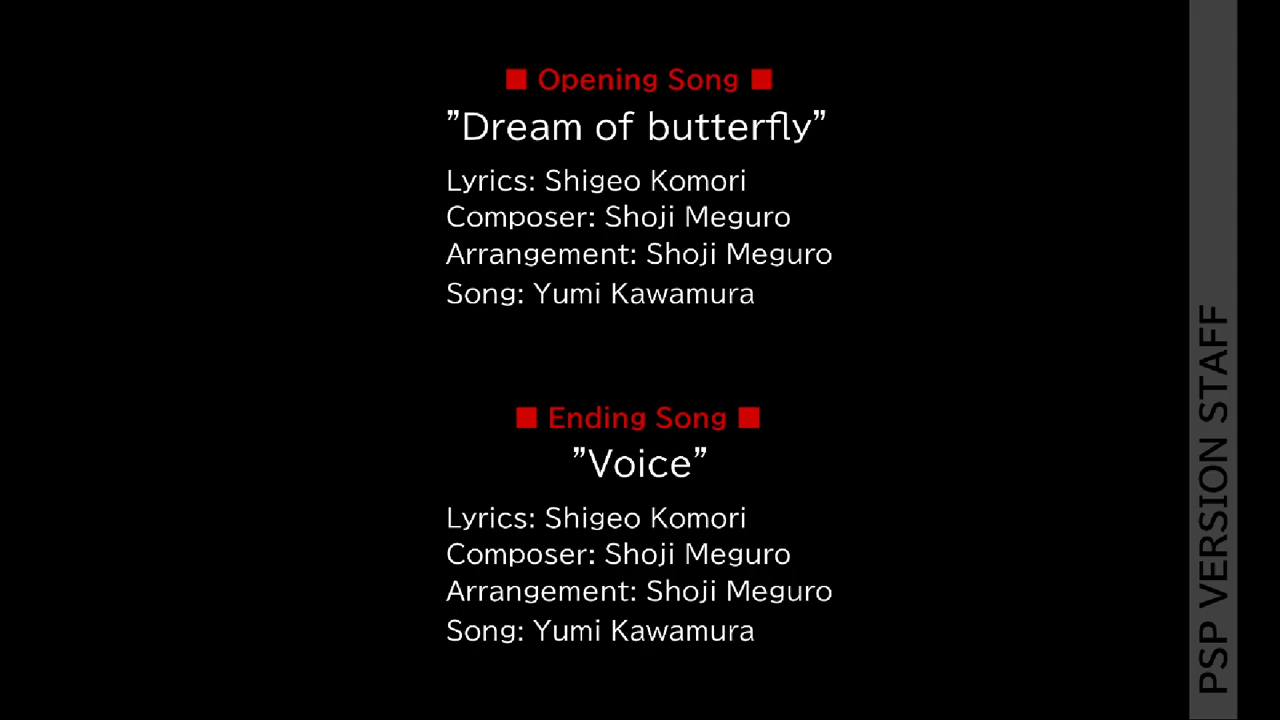 ■ Opening Song ■
”Dream of butterfly”
Lyrics: Shigeo Komori
Composer: Shoji Meguro
Arrangement: Shoji Meguro
Song: Yumi Kawamura
■ Ending Song ■
”Voice”
Lyrics: Shigeo Komori
Composer: Shoji Meguro
Arrangement: Shoji Meguro
Song: Yumi Kawamura
PSP VERSION STAFF